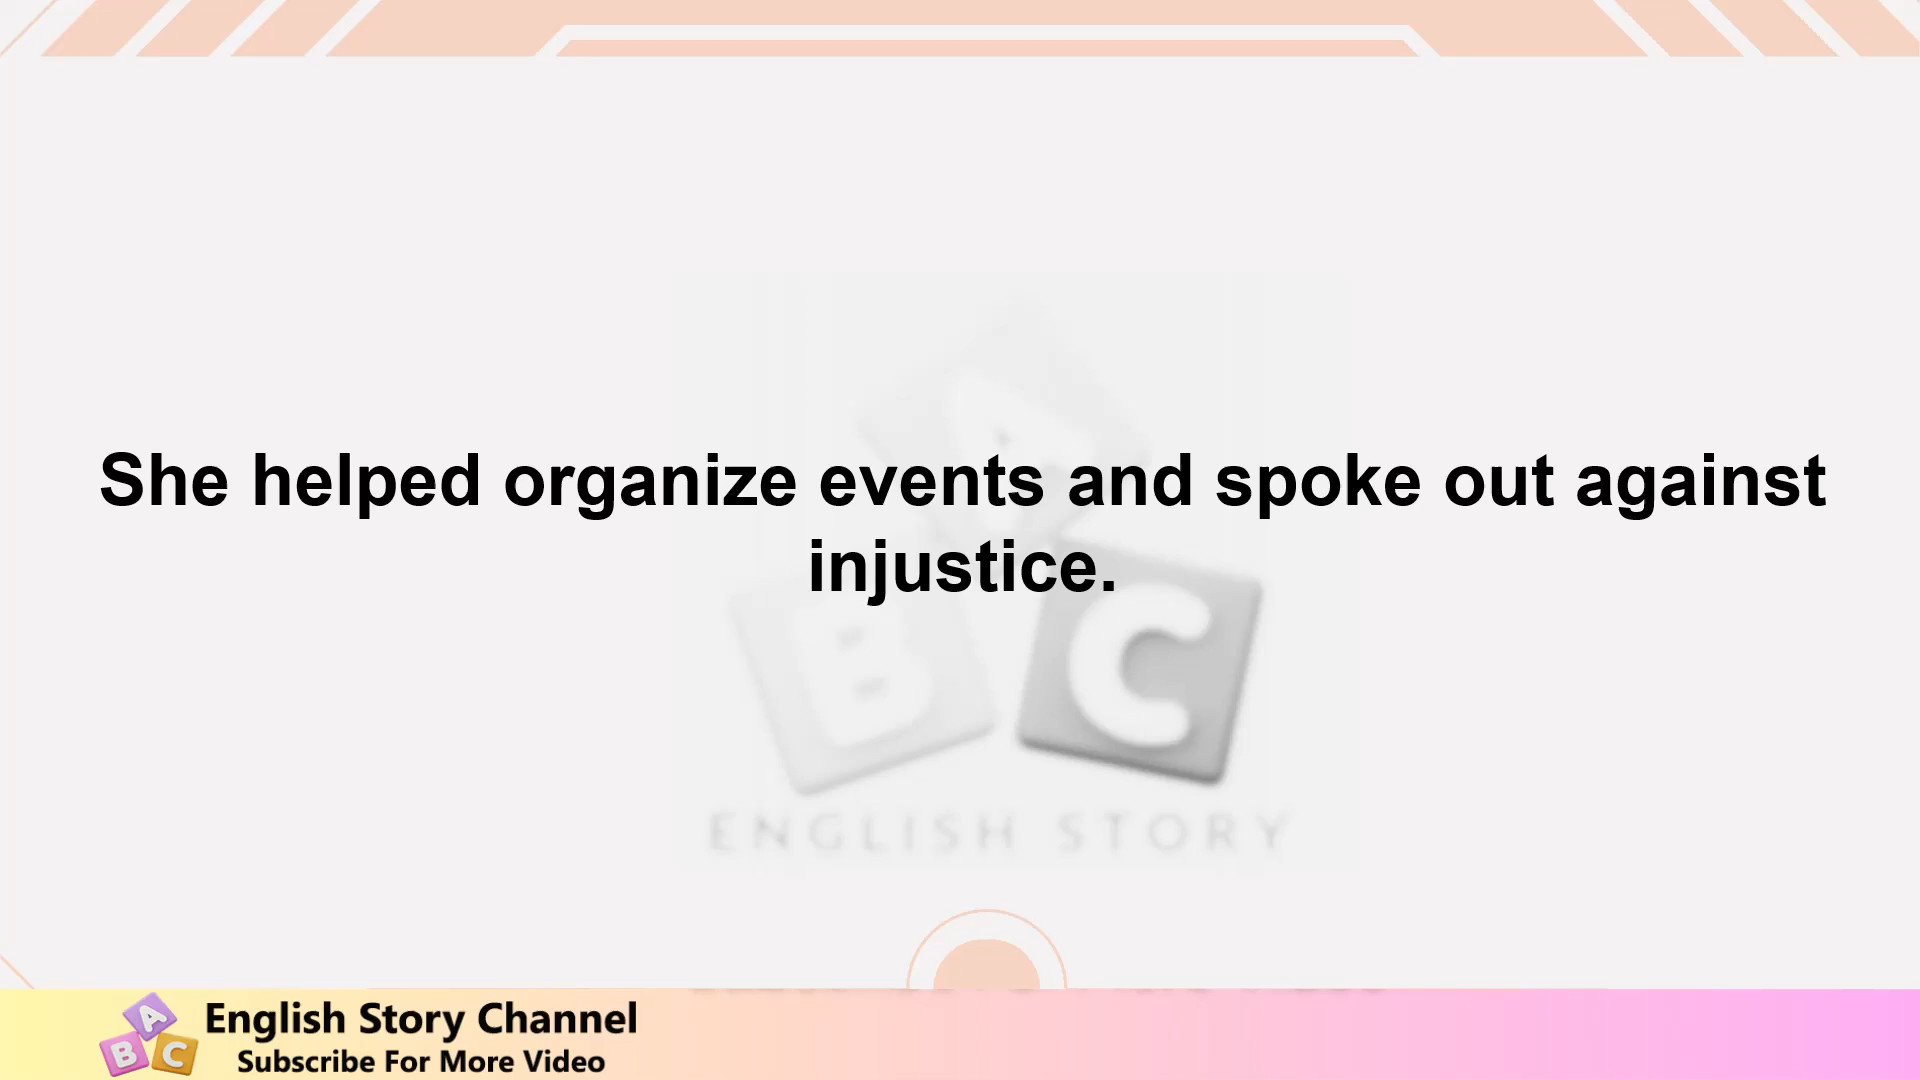 She helped organize events and spoke out against
injustice.
A
B
C
ENGLISH STORY
A
B C
English Story Channel
Subscribe For More Video